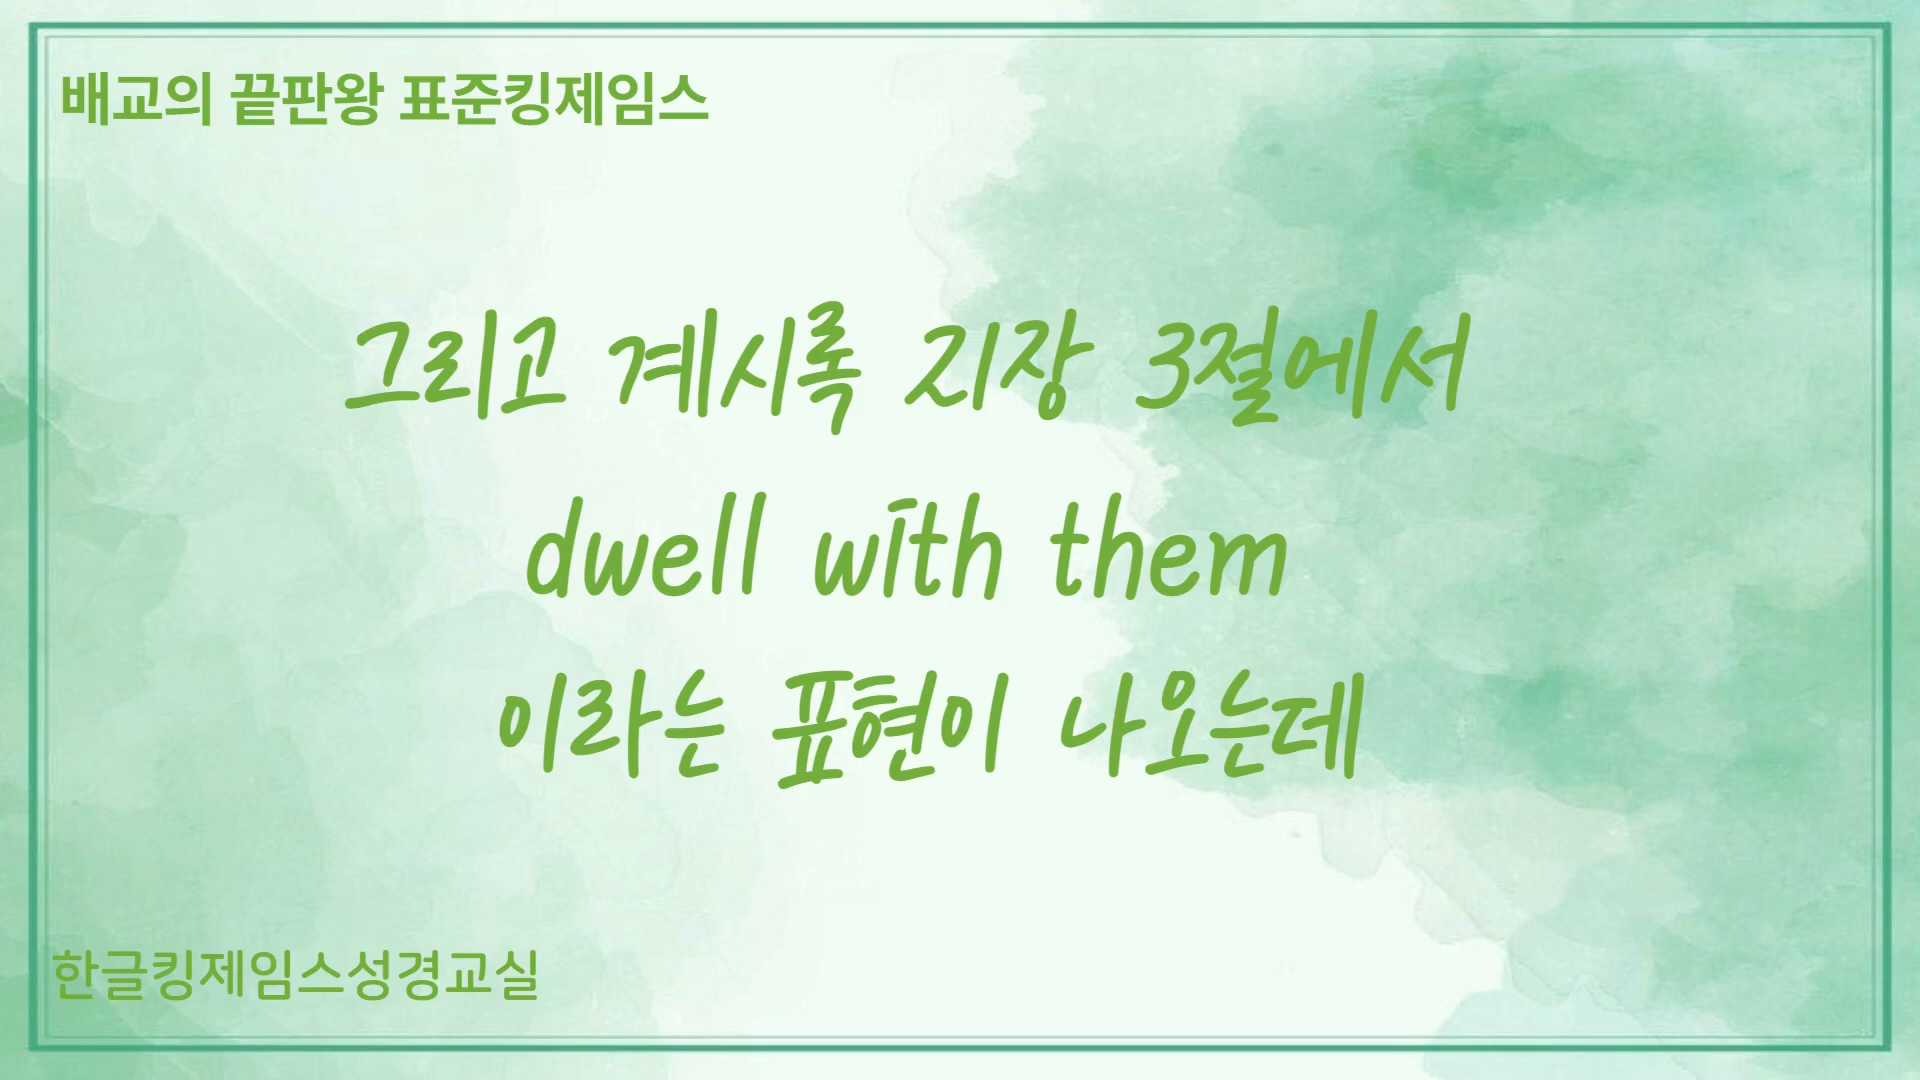 배교의 끝판왕 표준킹제임스
그리고 계시록 21장 3절에서
dwell with them
이라는 표현이 나오는데
한글킹제임스성경교실